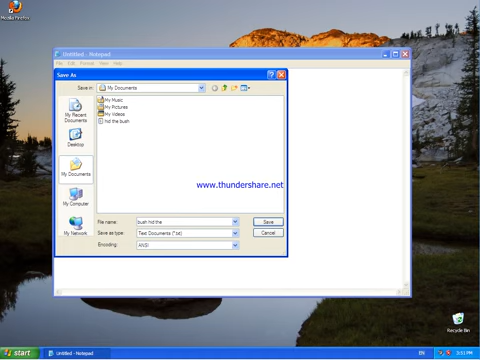 Mozilla Firefox
Untitled - Notepad
File Edit Format View Help
Save As
Save in: My Documents
My Recent Documents
Desktop
My Documents
My Computer
My Network
My Music
My Pictures
My Videos
hid the bush
www.thundershare.net
File name: bush hid the
Save
Save as type: Text Documents (*.txt)
Cancel
Encoding: ANSI
Recycle Bin
start
Untitled - Notepad
EN
3:01 PM